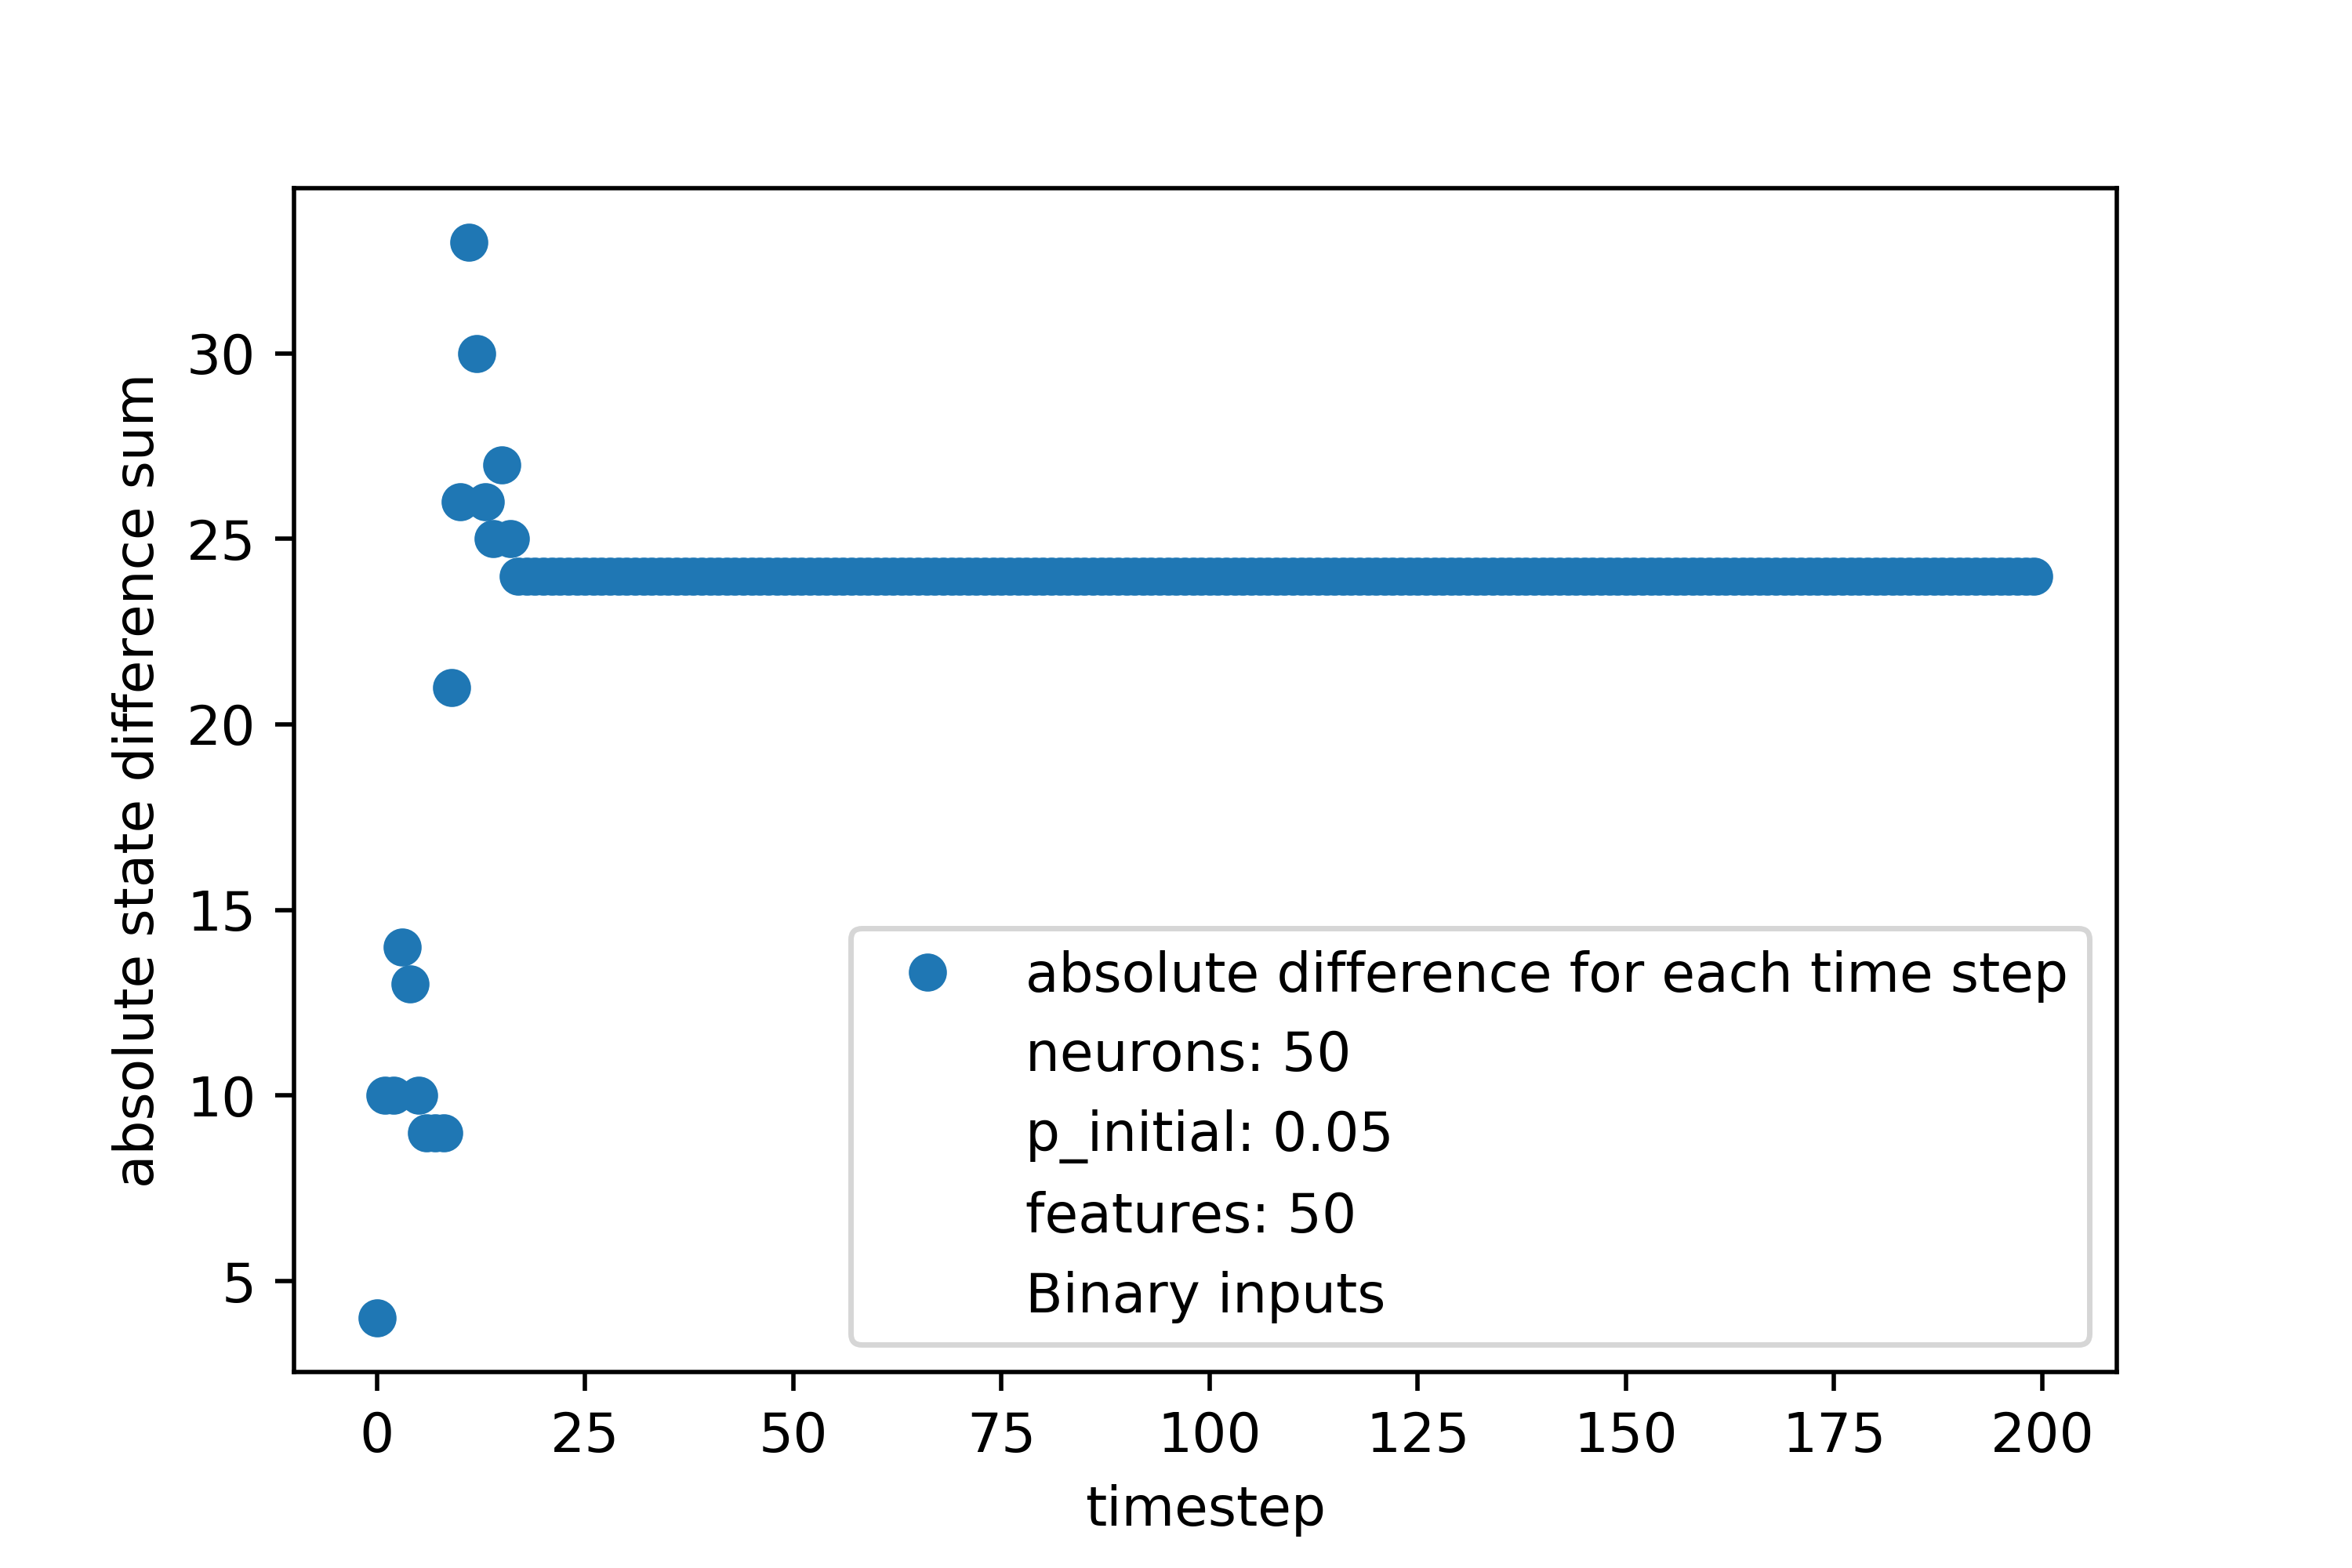 absolute state difference sum
30
25
20
15
10
5
absolute difference for each time step
neurons: 50
p_initial: 0.05
features: 50
Binary inputs
0 25 50 75 100 125 150 175 200
timestep